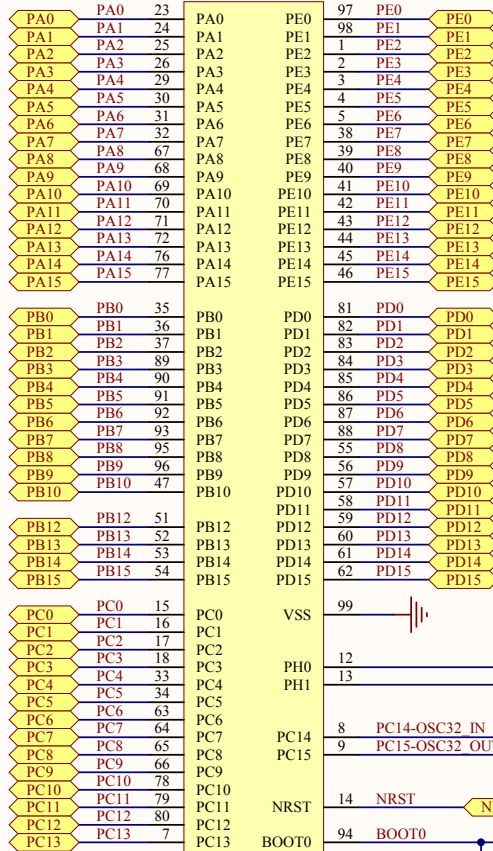 PA0 PA0 23 PA0 PE0 97 PE0 PE0
PA1 PA1 24 PA1 PE1 98 PE1 PE1
PA2 PA2 25 PA2 PE2 1 PE2 PE2
PA3 PA3 26 PA3 PE3 2 PE3 PE3
PA4 PA4 29 PA4 PE4 3 PE4 PE4
PA5 PA5 30 PA5 PE5 4 PE5 PE5
PA6 PA6 31 PA6 PE6 5 PE6 PE6
PA7 PA7 32 PA7 PE7 38 PE7 PE7
PA8 PA8 67 PA8 PE8 39 PE8 PE8
PA9 PA9 68 PA9 PE9 40 PE9 PE9
PA10 PA10 69 PA10 PE10 41 PE10 PE10
PA11 PA11 70 PA11 PE11 42 PE11 PE11
PA12 PA12 71 PA12 PE12 43 PE12 PE12
PA13 PA13 72 PA13 PE13 44 PE13 PE13
PA14 PA14 76 PA14 PE14 45 PE14 PE14
PA15 PA15 77 PA15 PE15 46 PE15 PE15
PB0 PB0 35 PB0 PD0 81 PD0 PD0
PB1 PB1 36 PB1 PD1 82 PD1 PD1
PB2 PB2 37 PB2 PD2 83 PD2 PD2
PB3 PB3 89 PB3 PD3 84 PD3 PD3
PB4 PB4 90 PB4 PD4 85 PD4 PD4
PB5 PB5 91 PB5 PD5 86 PD5 PD5
PB6 PB6 92 PB6 PD6 87 PD6 PD6
PB7 PB7 93 PB7 PD7 88 PD7 PD7
PB8 PB8 95 PB8 PD8 55 PD8 PD8
PB9 PB9 96 PB9 PD9 56 PD9 PD9
PB10 PB10 47 PB10 PD10 57 PD10 PD10
PD11 58 PD11 PD11
PB12 PB12 51 PB12 PD12 59 PD12 PD12
PB13 PB13 52 PB13 PD13 60 PD13 PD13
PB14 PB14 53 PB14 PD14 61 PD14 PD14
PB15 PB15 54 PB15 PD15 62 PD15 PD15
PC0 PC0 15 PC0 VSS 99
PC1 PC1 16 PC1
PC2 PC2 17 PC2
PC3 PC3 18 PC3 PH0 12
PC4 PC4 33 PC4 PH1 13
PC5 PC5 34 PC5
PC6 PC6 63 PC6
PC7 PC7 64 PC7 PC14 8 PC14-OSC32_IN
PC8 PC8 65 PC8 PC15 9 PC15-OSC32_OU
PC9 PC9 66 PC9
PC10 PC10 78 PC10
PC11 PC11 79 PC11 NRST 14 NRST N
PC12 PC12 80 PC12
PC13 PC13 7 PC13 BOOT0 94 BOOT0